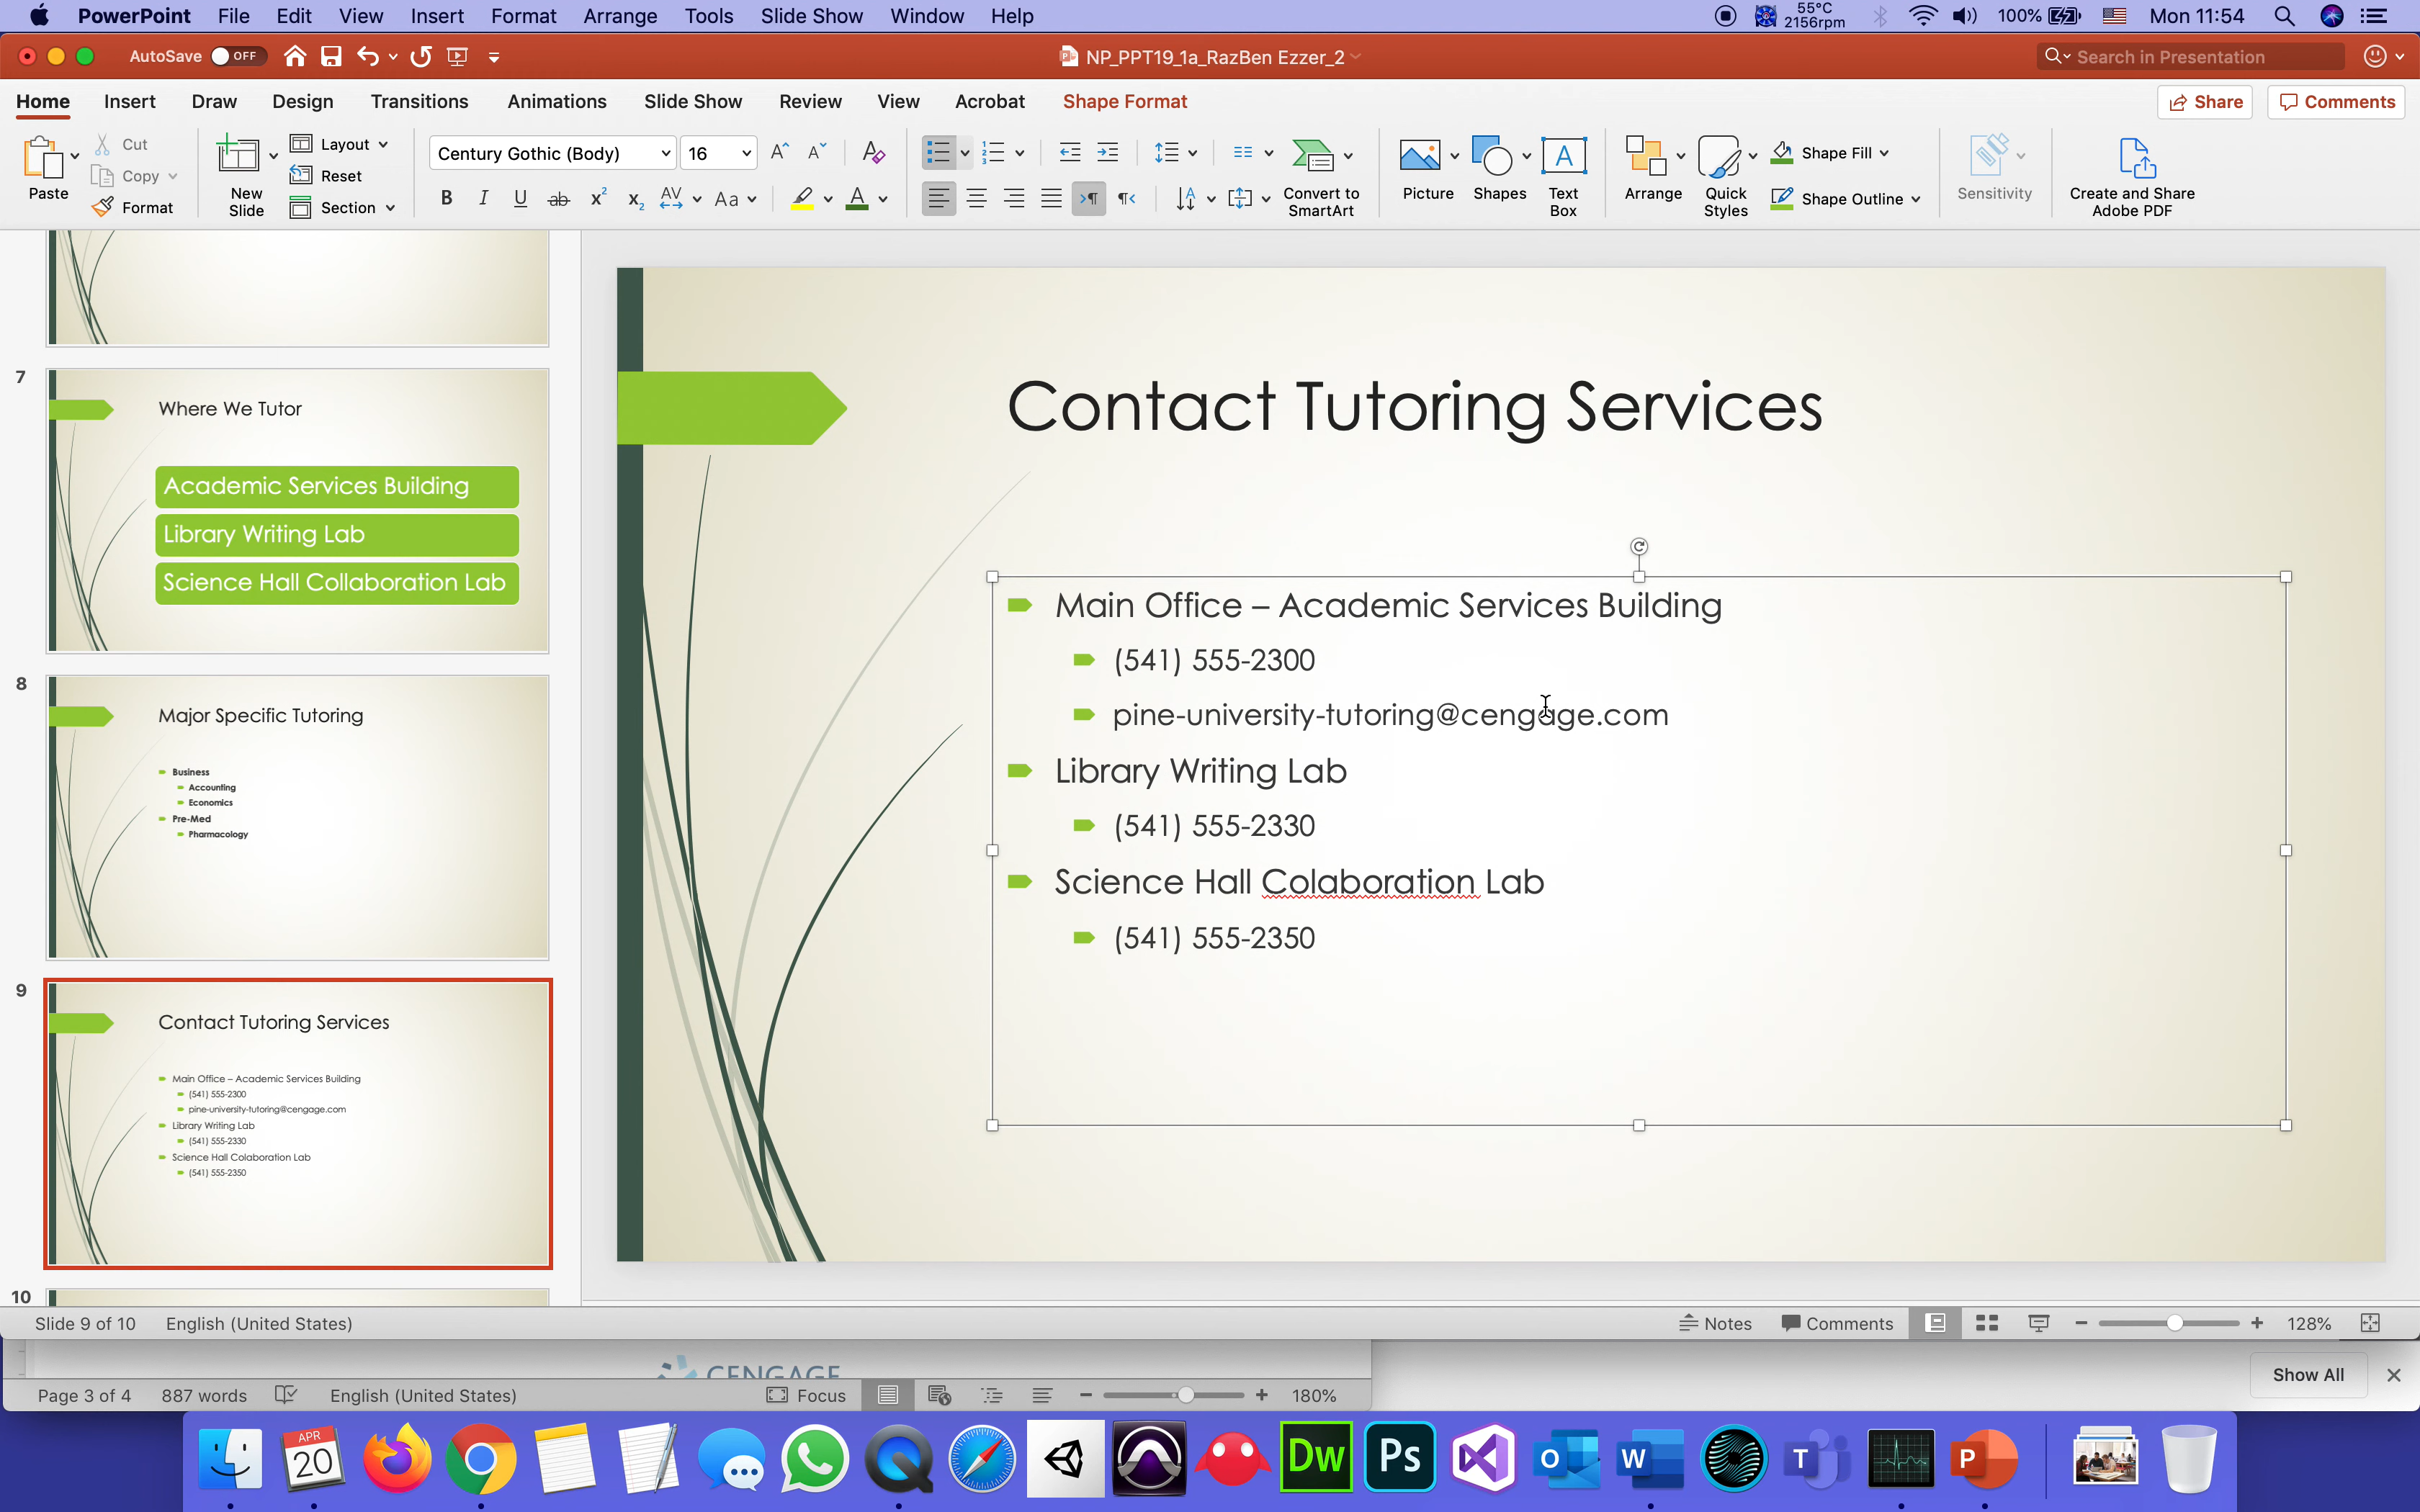 PowerPoint File Edit View Insert Format Arrange Tools Slide Show Window Help 55°C 2156rpm 100% Mon 11:54
AutoSave OFF NP_PPT19_1a_RazBen Ezzer_2 Search in Presentation
Home Insert Draw Design Transitions Animations Slide Show Review View Acrobat Shape Format Share Comments
Paste Cut Copy Format
New Slide Layout Reset Section
Century Gothic (Body) 16
Convert to SmartArt
Picture Shapes Text Box
Arrange Quick Styles Shape Fill Shape Outline
Sensitivity
Create and Share Adobe PDF
7
Where We Tutor
Academic Services Building
Library Writing Lab
Science Hall Collaboration Lab
8
Major Specific Tutoring
Business
Accounting
Economics
Pre-Med
Pharmacology
9
Contact Tutoring Services
Main Office – Academic Services Building
(541) 555-2300
pine-university-tutoring@cengage.com
Library Writing Lab
(541) 555-2330
Science Hall Colaboration Lab
(541) 555-2350
10
Contact Tutoring Services
Main Office – Academic Services Building
(541) 555-2300
pine-university-tutoring@cengage.com
Library Writing Lab
(541) 555-2330
Science Hall Colaboration Lab
(541) 555-2350
Slide 9 of 10 English (United States) Notes Comments 128%
CENGAGE
Show All
Page 3 of 4 887 words English (United States) Focus 180%
APR
20
Dw Ps O W T P